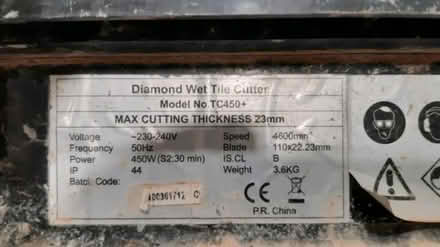 Diamond Wet Tile Cutter
Model No.TC450+
MAX CUTTING THICKNESS 23mm
Voltage ~230-240V Speed 4600min⁻
Frequency 50Hz Blade 110x22.23mm
Power 450W(S2:30 min) IS.CL B
IP 44 Weight 3.6KG
Batch Code:
CE
P.R. China